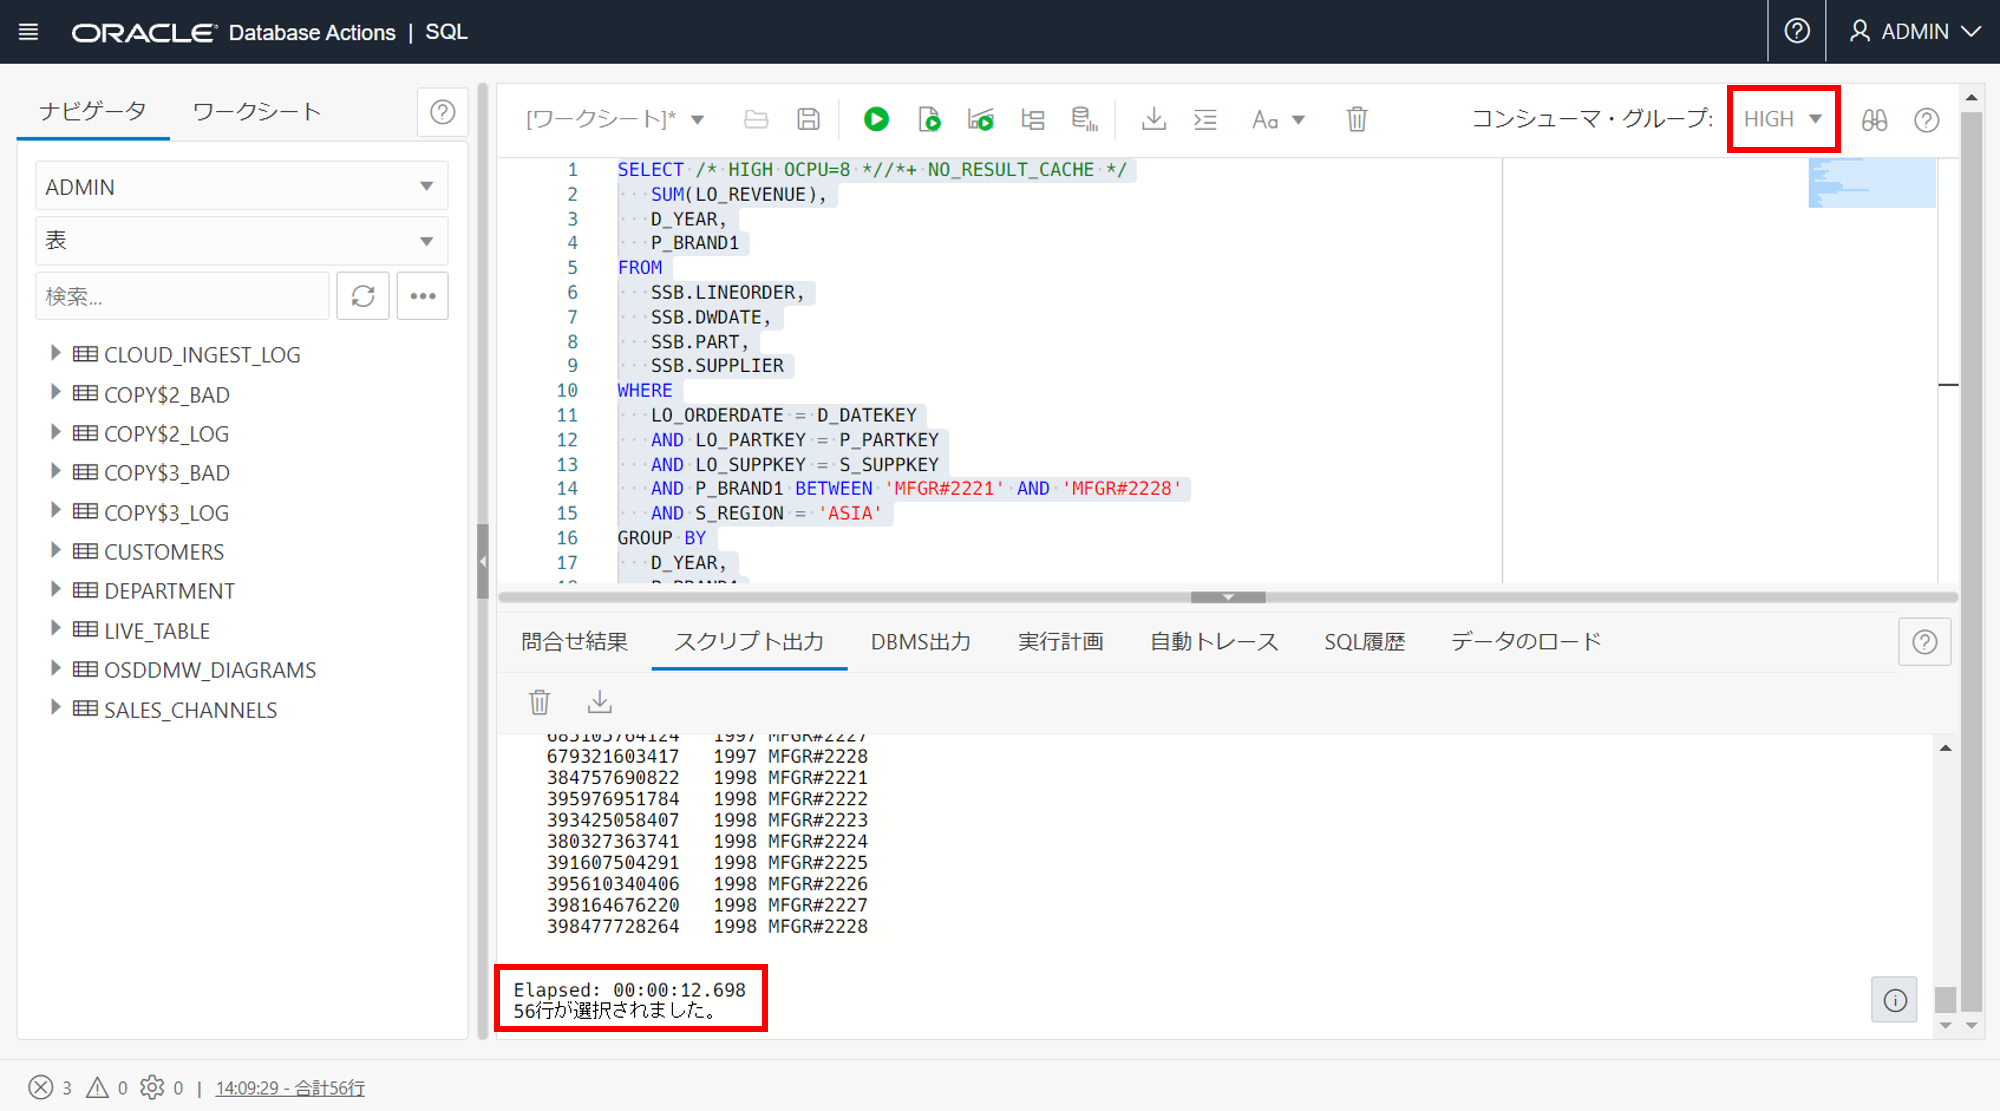 ORACLE Database Actions | SQL
ADMIN
ナビゲータ ワークシート
ADMIN
表
検索...
CLOUD_INGEST_LOG
COPY$2_BAD
COPY$2_LOG
COPY$3_BAD
COPY$3_LOG
CUSTOMERS
DEPARTMENT
LIVE_TABLE
OSDDMW_DIAGRAMS
SALES_CHANNELS
[ワークシート]* Aa コンシューマ・グループ: HIGH
1 SELECT /* HIGH OCPU=8 *//*+ NO_RESULT_CACHE */
2 SUM(LO_REVENUE),
3 D_YEAR,
4 P_BRAND1
5 FROM
6 SSB.LINEORDER,
7 SSB.DWDATE,
8 SSB.PART,
9 SSB.SUPPLIER
10 WHERE
11 LO_ORDERDATE = D_DATEKEY
12 AND LO_PARTKEY = P_PARTKEY
13 AND LO_SUPPKEY = S_SUPPKEY
14 AND P_BRAND1 BETWEEN 'MFGR#2221' AND 'MFGR#2228'
15 AND S_REGION = 'ASIA'
16 GROUP BY
17 D_YEAR,
問合せ結果 スクリプト出力 DBMS出力 実行計画 自動トレース SQL履歴 データのロード
685105764124 1997 MFGR#2227
679321603417 1997 MFGR#2228
384757690822 1998 MFGR#2221
395976951784 1998 MFGR#2222
393425058407 1998 MFGR#2223
380327363741 1998 MFGR#2224
391607504291 1998 MFGR#2225
395610340406 1998 MFGR#2226
398164676220 1998 MFGR#2227
398477728264 1998 MFGR#2228
Elapsed: 00:00:12.698
56行が選択されました。
3 0 0 | 14:09:29 - 合計56行